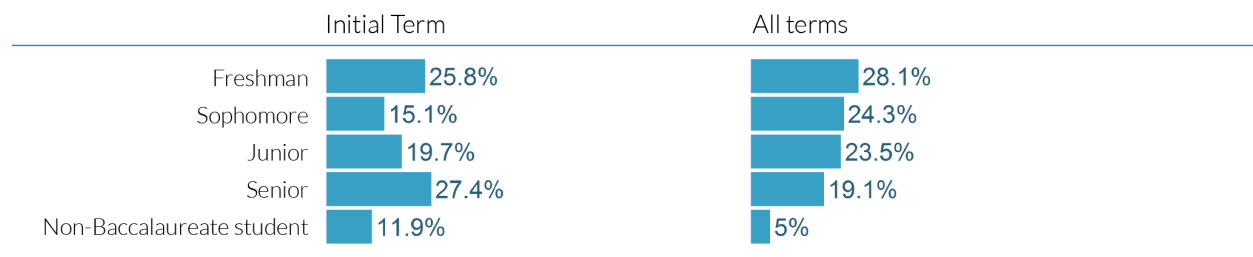 Initial Term All terms
Freshman 25.8% 28.1%
Sophomore 15.1% 24.3%
Junior 19.7% 23.5%
Senior 27.4% 19.1%
Non-Baccalaureate student 11.9% 5%